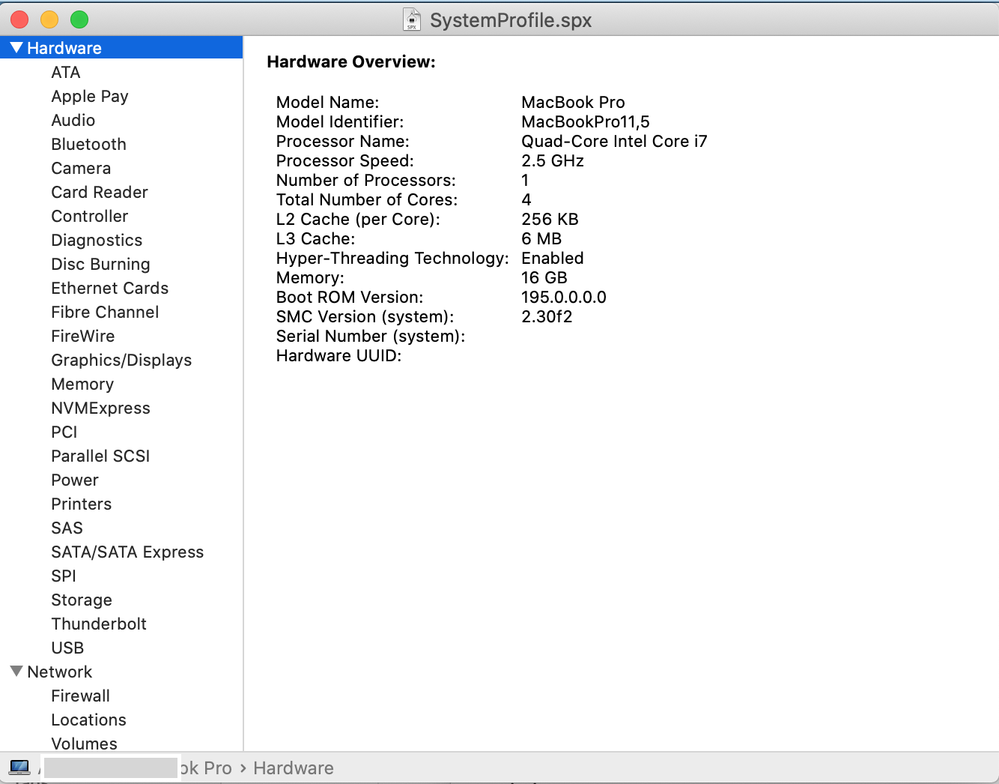 SystemProfile.spx
SPX
Hardware
ATA
Apple Pay
Audio
Bluetooth
Camera
Card Reader
Controller
Diagnostics
Disc Burning
Ethernet Cards
Fibre Channel
FireWire
Graphics/Displays
Memory
NVMExpress
PCI
Parallel SCSI
Power
Printers
SAS
SATA/SATA Express
SPI
Storage
Thunderbolt
USB
Network
Firewall
Locations
Volumes
Hardware Overview:
Model Name: MacBook Pro
Model Identifier: MacBookPro11,5
Processor Name: Quad-Core Intel Core i7
Processor Speed: 2.5 GHz
Number of Processors: 1
Total Number of Cores: 4
L2 Cache (per Core): 256 KB
L3 Cache: 6 MB
Hyper-Threading Technology: Enabled
Memory: 16 GB
Boot ROM Version: 195.0.0.0.0
SMC Version (system): 2.30f2
Serial Number (system):
Hardware UUID:
ok Pro › Hardware